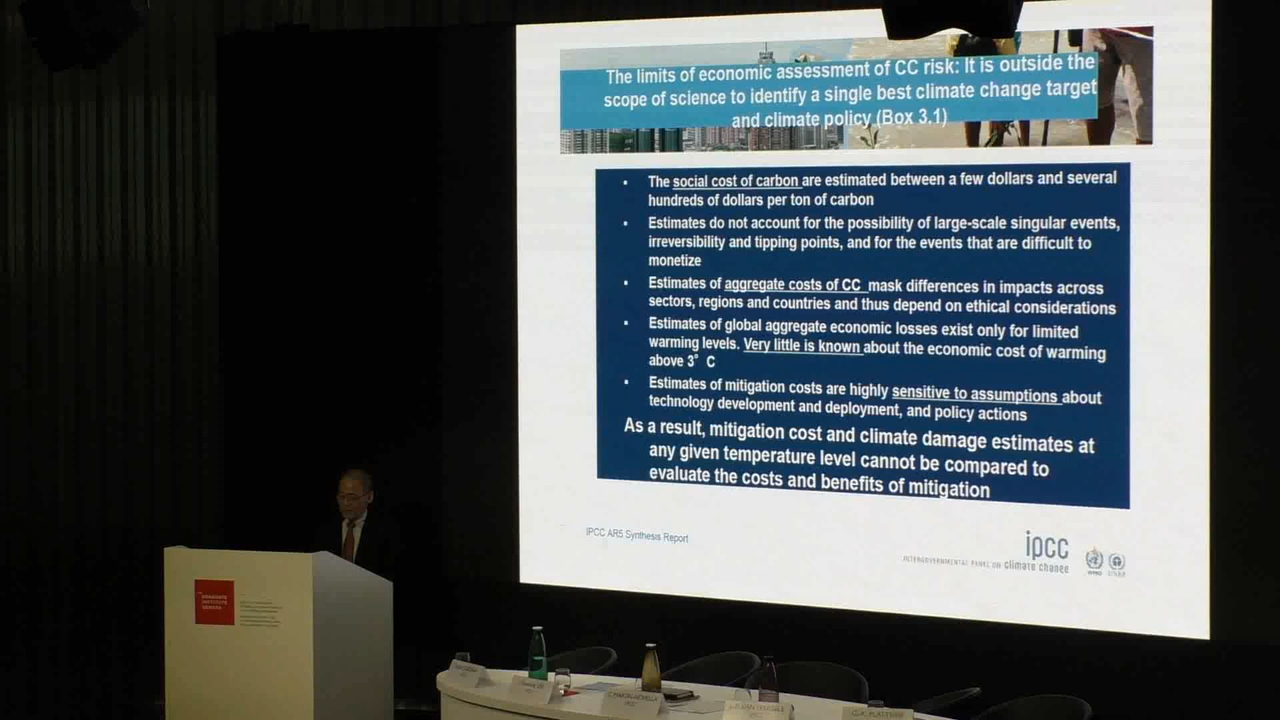 The limits of economic assessment of CC risk: It is outside the
scope of science to identify a single best climate change target
and climate policy (Box 3.1)
The social cost of carbon are estimated between a few dollars and several
hundreds of dollars per ton of carbon
Estimates do not account for the possibility of large-scale singular events,
irreversibility and tipping points, and for the events that are difficult to
monetize
Estimates of aggregate costs of CC mask differences in impacts across
sectors, regions and countries and thus depend on ethical considerations
Estimates of global aggregate economic losses exist only for limited
warming levels. Very little is known about the economic cost of warming
above 3° C
Estimates of mitigation costs are highly sensitive to assumptions about
technology development and deployment, and policy actions
As a result, mitigation cost and climate damage estimates at
any given temperature level cannot be compared to
evaluate the costs and benefits of mitigation
IPCC AR5 Synthesis Report
ipcc
INTERGOVERNMENTAL PANEL ON climate change
WMO UNEP
GRADUATE
INSTITUTE
GENEVA
IPCC